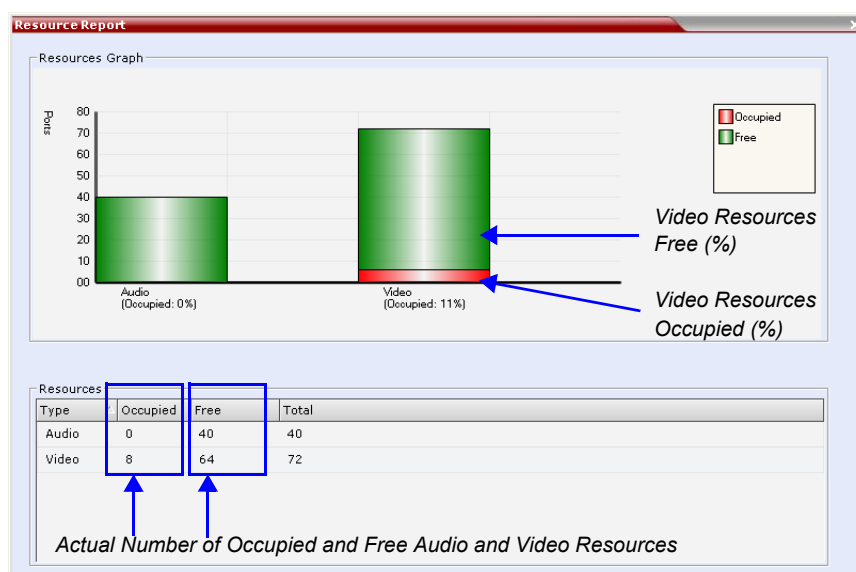 Resource Report
Resources Graph
Ports
80
70
60
50
40
30
20
10
00
Audio
(Occupied: 0%)
Video
(Occupied: 11%)
Occupied
Free
Video Resources
Free (%)
Video Resources
Occupied (%)
Resources
Type Occupied Free Total
Audio 0 40 40
Video 8 64 72
Actual Number of Occupied and Free Audio and Video Resources